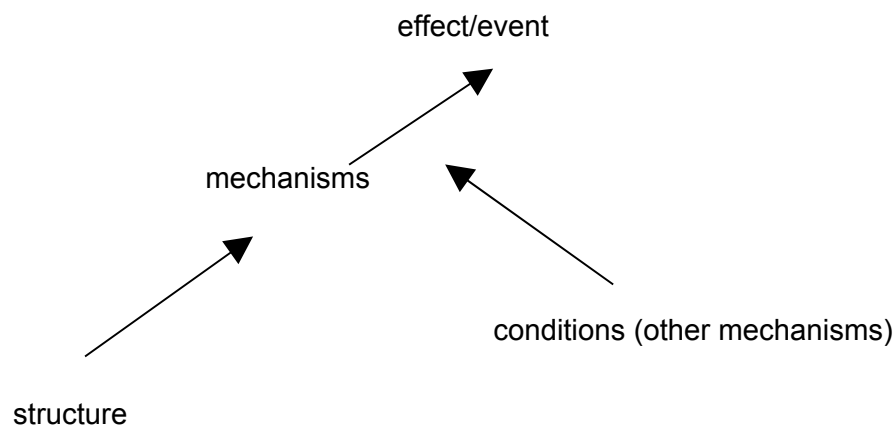 effect/event
mechanisms
conditions (other mechanisms)
structure